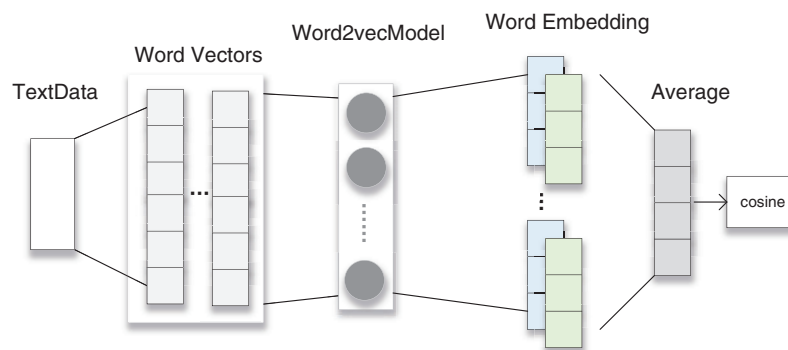 TextData
Word Vectors
Word2vecModel
Word Embedding
Average
cosine